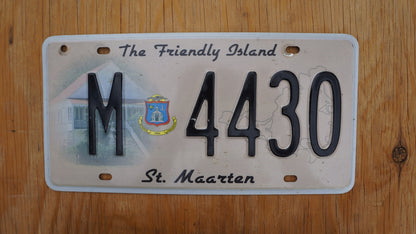 The Friendly Island
M 4430
St. Maarten